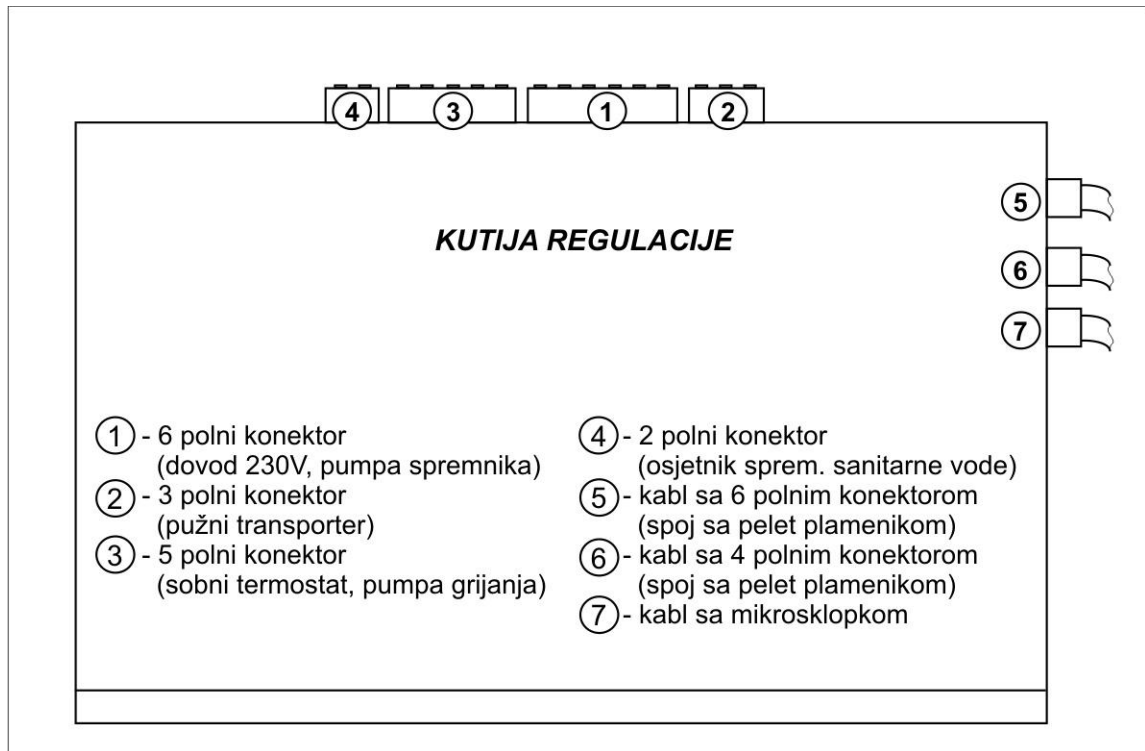 4 3 1 2
5
KUTIJA REGULACIJE
6
7
1 - 6 polni konektor
(dovod 230V, pumpa spremnika)
2 - 3 polni konektor
(pužni transporter)
3 - 5 polni konektor
(sobni termostat, pumpa grijanja)
4 - 2 polni konektor
(osjetnik sprem. sanitarne vode)
5 - kabl sa 6 polnim konektorom
(spoj sa pelet plamenikom)
6 - kabl sa 4 polnim konektorom
(spoj sa pelet plamenikom)
7 - kabl sa mikrosklopkom